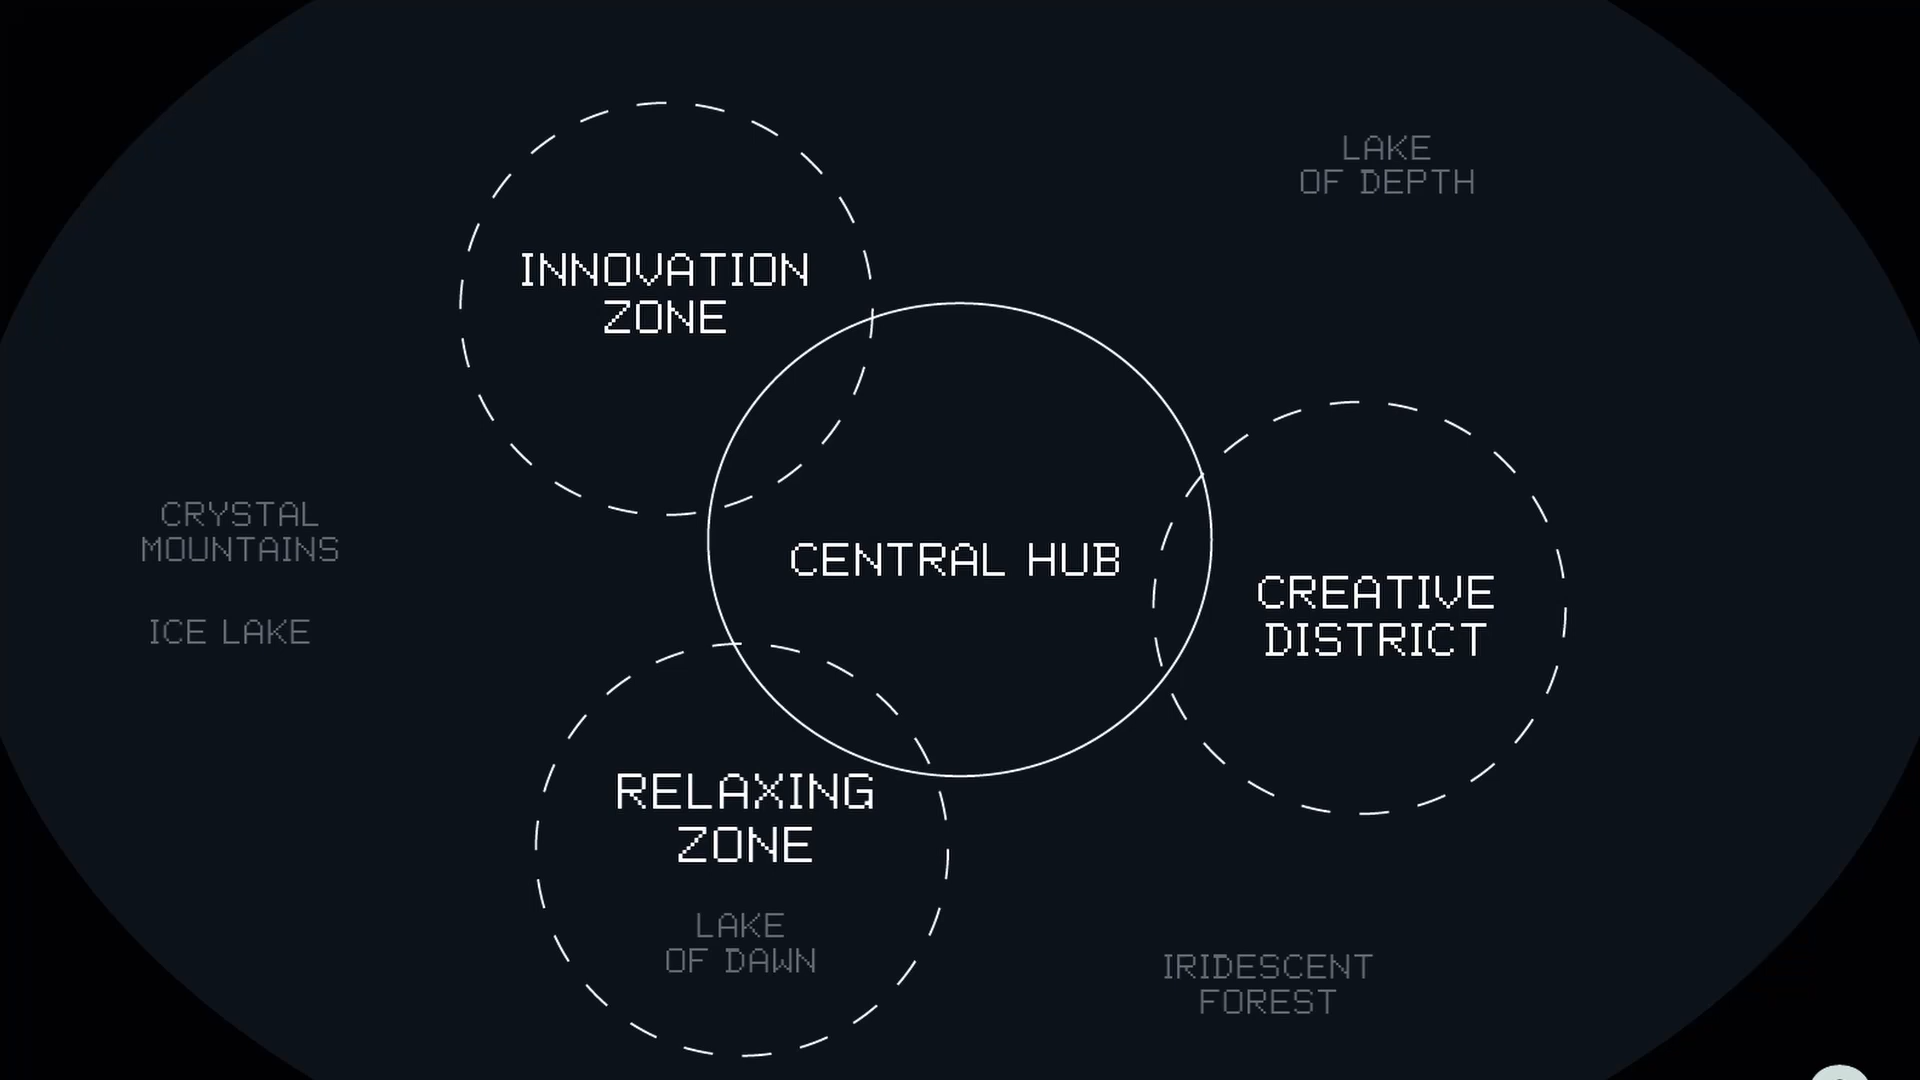 LAKE
OF DEPTH
INNOVATION
ZONE
CRYSTAL
MOUNTAINS
CENTRAL HUB
CREATIVE
DISTRICT
ICE LAKE
RELAXING
ZONE
LAKE
OF DAWN
IRIDESCENT
FOREST